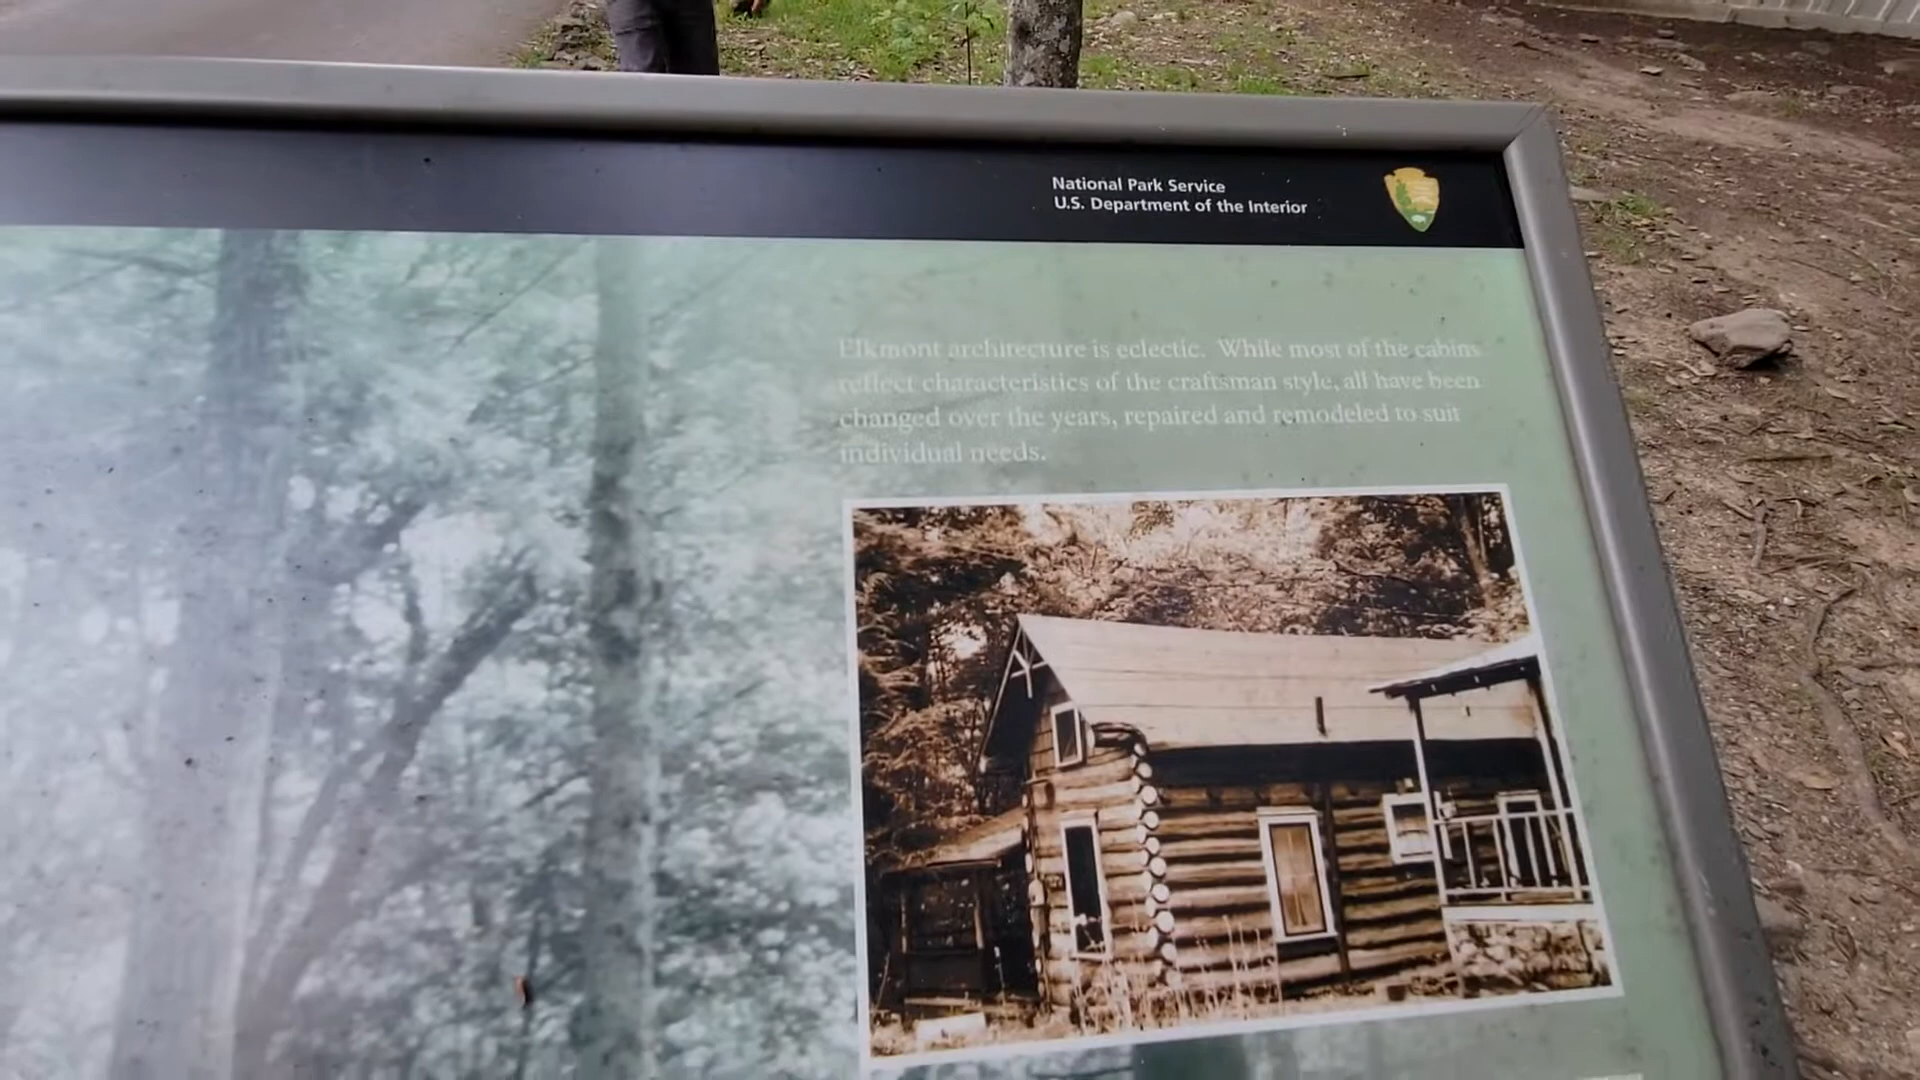 National Park Service
U.S. Department of the Interior
Elkmont architecture is eclectic. While most of the cabins
reflect characteristics of the craftsman style, all have been
changed over the years, repaired and remodeled to suit
individual needs.